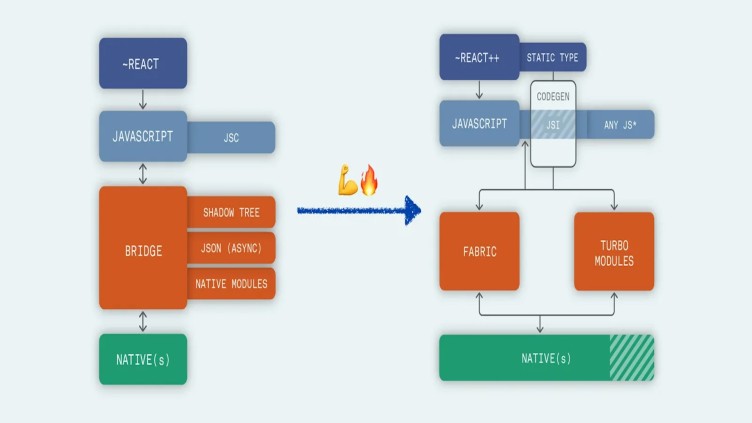 ~REACT
JAVASCRIPT
JSC
BRIDGE
SHADOW TREE
JSON (ASYNC)
NATIVE MODULES
NATIVE(s)
~REACT++
STATIC TYPE
CODEGEN
JAVASCRIPT
JSI
ANY JS*
FABRIC
TURBO
MODULES
NATIVE(s)